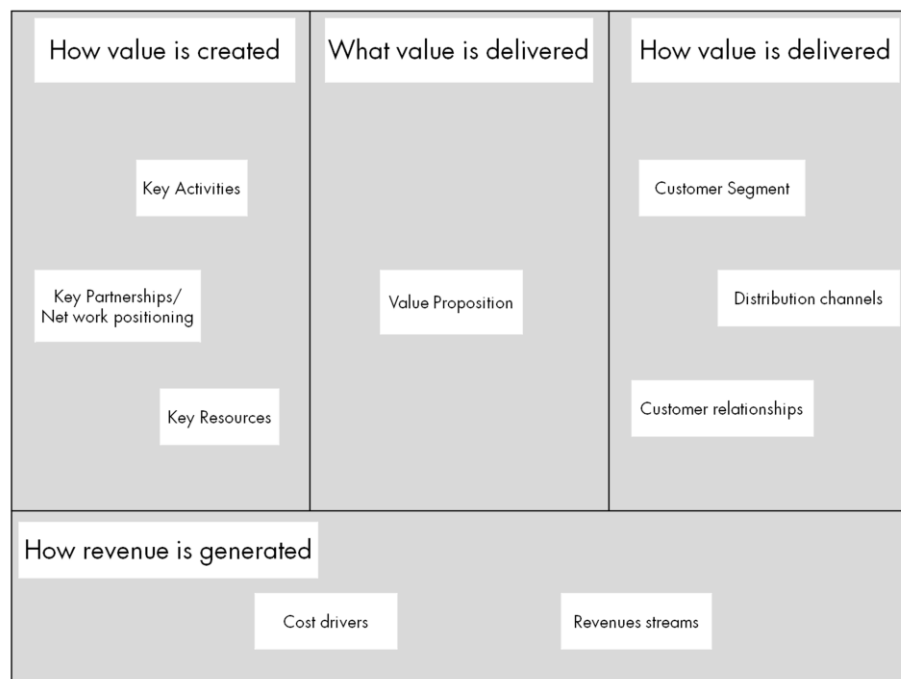 How value is created
What value is delivered
How value is delivered
Key Activities
Customer Segment
Key Partnerships/
Net work positioning
Value Proposition
Distribution channels
Key Resources
Customer relationships
How revenue is generated
Cost drivers
Revenues streams